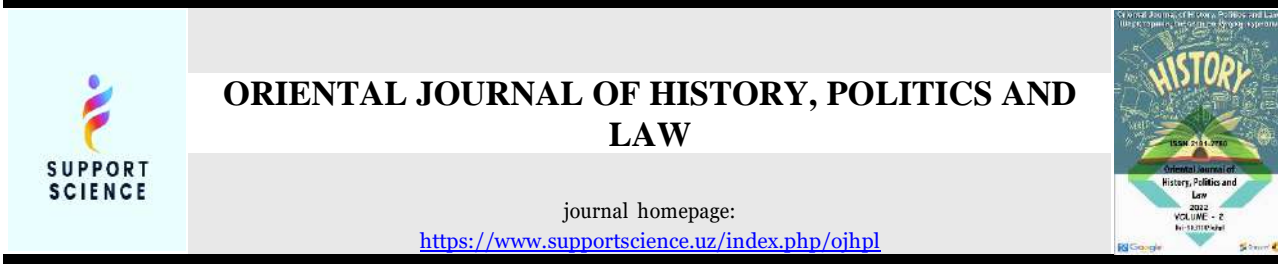 SUPPORT
SCIENCE
ORIENTAL JOURNAL OF HISTORY, POLITICS AND
LAW
journal homepage:
https://www.supportscience.uz/index.php/ojhpl
HISTORY
Oriental Journal of
History, Politics and
Law
2022
VOLUME - 2
Google